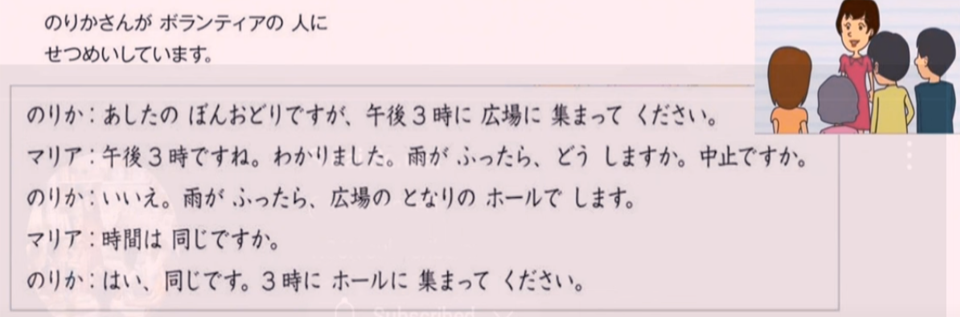 のりかさんが ボランティアの 人に
せつめいしています。
のりか：あしたの ぼんおどりですが、午後3時に 広場に 集まって ください。
マリア：午後3時ですね。わかりました。雨が ふったら、どう しますか。中止ですか。
のりか：いいえ。雨が ふったら、広場の となりの ホールで します。
マリア：時間は 同じですか。
のりか：はい、同じです。3時に ホールに 集まって ください。
Subscribed